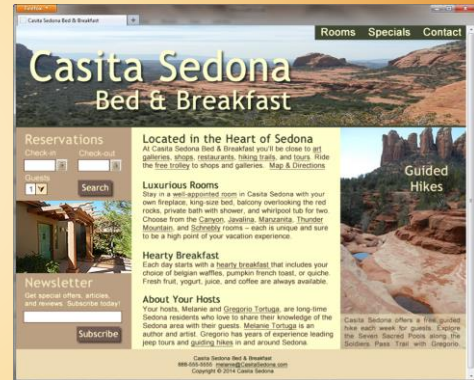 Casita Sedona Bed & Breakfast
Rooms Specials Contact
Casita Sedona
Bed & Breakfast
Reservations
Check-in Check-out
Guests
1
Search
Newsletter
Get special offers, articles,
and reviews. Subscribe today!
Subscribe
Located in the Heart of Sedona
At Casita Sedona Bed & Breakfast you'll be close to art
galleries, shops, restaurants, hiking trails, and tours. Ride
the free trolley to shops and galleries. Map & Directions
Luxurious Rooms
Stay in a well-appointed room in Casita Sedona with your
own fireplace, king-size bed, balcony overlooking the red
rocks, private bath with shower, and whirlpool tub for two.
Choose from the Canyon, Javalina, Manzanita, Thunder
Mountain, and Schnebly rooms – each is unique and sure
to be a high point of your vacation experience.
Hearty Breakfast
Each day starts with a hearty breakfast that includes your
choice of belgian waffles, pumpkin french toast, or quiche.
Fresh fruit, yogurt, juice, and coffee are always available.
About Your Hosts
Your hosts, Melanie and Gregorio Tortuga, are long-time
Sedona residents who love to share their knowledge of the
Sedona area with their guests. Melanie Tortuga is an
author and artist. Gregorio has years of experience leading
jeep tours and guiding hikes in and around Sedona.
Guided
Hikes
Casita Sedona offers a free guided
hike each week for guests. Explore
the Seven Sacred Pools along the
Soldiers Pass Trail with Gregorio.
Casita Sedona Bed & Breakfast
888-555-5555 melanie@CasitaSedona.com
Copyright © 2014 Casita Sedona